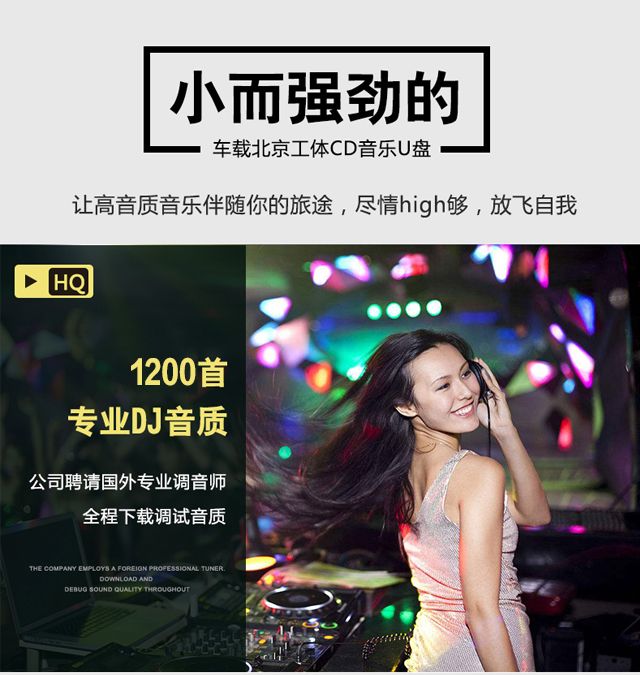 小而强劲的
车载北京工体CD音乐U盘
让高音质音乐伴随你的旅途，尽情high够，放飞自我
HQ
1200首
专业DJ音质
公司聘请国外专业调音师
全程下载调试音质
THE COMPANY EMPLOYS A FOREIGN PROFESSIONAL TUNER.
DOWNLOAD AND
DEBUG SOUND QUALITY THROUGHOUT